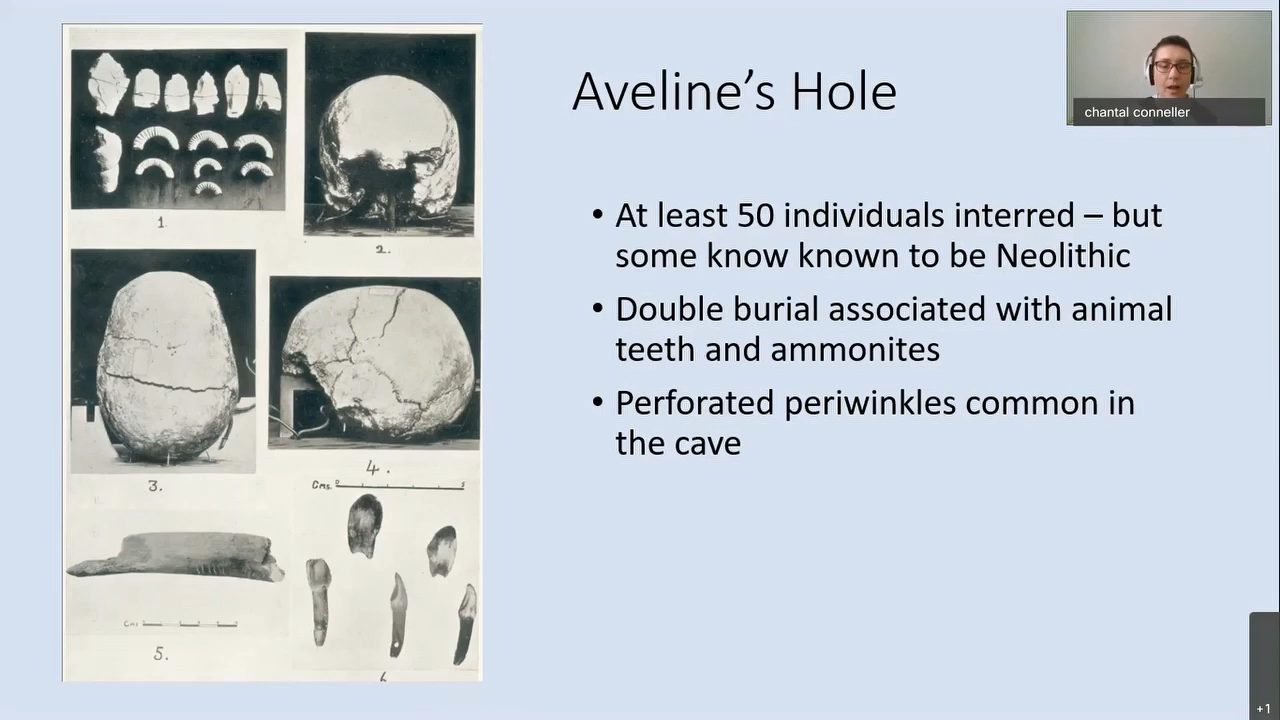 Aveline’s Hole
chantal conneller
• At least 50 individuals interred – but
some know known to be Neolithic
• Double burial associated with animal
teeth and ammonites
• Perforated periwinkles common in
the cave
1.
2.
3.
4.
Cms.
Cms
5.
+1